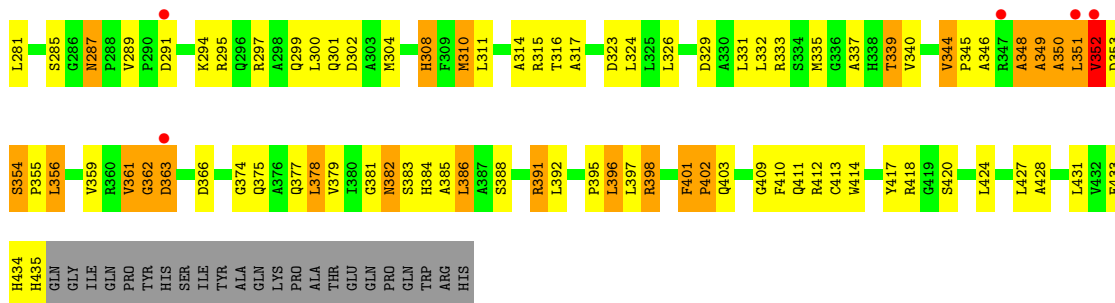 L281 S285 G286 N287 P288 V289 P290 D291 K294 R295 Q296 R297 A298 Q299 L300 Q301 D302 A303 M304 H308 F309 M310 L311 A314 R315 T316 A317 D323 L324 L325 L326 D329 A330 L331 L332 R333 S334 M335 G336 A337 H338 T339 V340 V344 P345 A346 R347 A348 A349 A350 L351 V352 D353
S354 P355 L356 V359 R360 V361 G362 D363 D366 G374 Q375 A376 Q377 L378 V379 I380 G381 N382 S383 H384 A385 L386 A387 S388 R391 L392 P395 L396 L397 R398 F401 P402 Q403 G409 F410 Q411 R412 C413 W414 Y417 R418 G419 S420 L424 L427 A428 L431 V432 E433
H434 H435 GLN GLY ILE GLN PRO TYR HIS SER ILE TYR ALA GLN LYS PRO ALA THR GLU GLN PRO GLN TRP ARG HIS